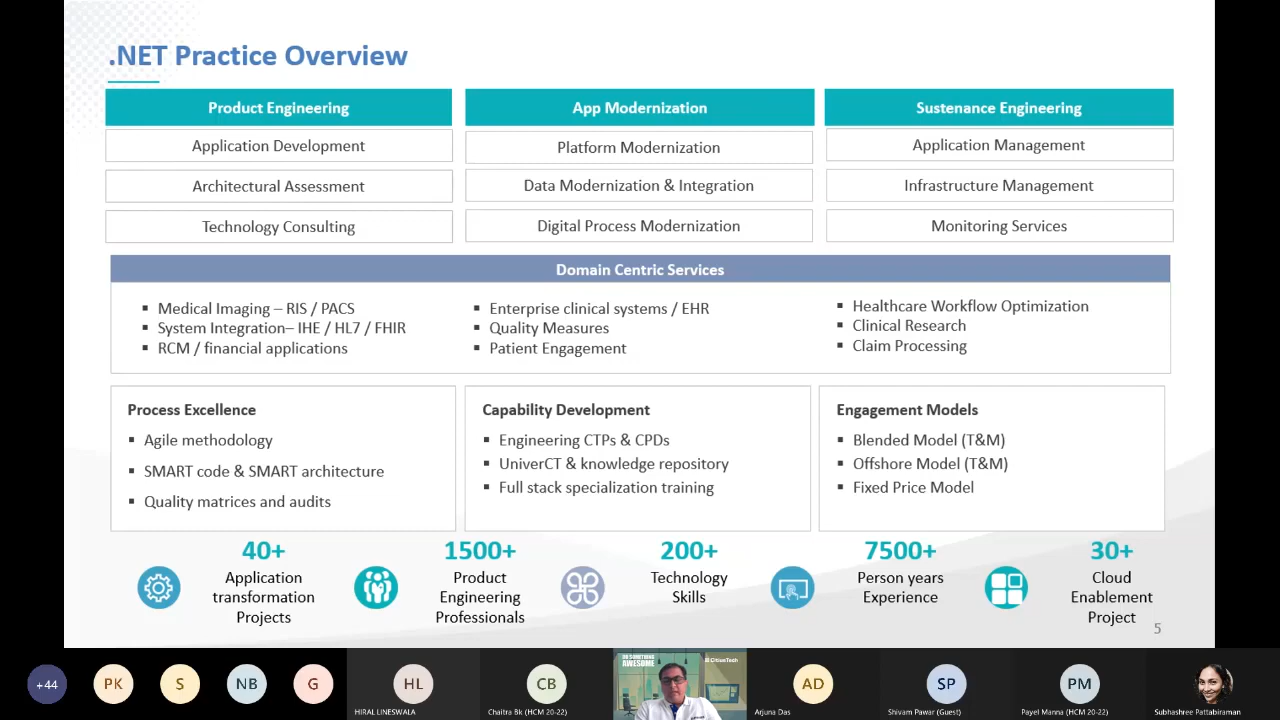 .NET Practice Overview
Product Engineering
Application Development
Architectural Assessment
Technology Consulting
App Modernization
Platform Modernization
Data Modernization & Integration
Digital Process Modernization
Sustenance Engineering
Application Management
Infrastructure Management
Monitoring Services
Domain Centric Services
▪ Medical Imaging – RIS / PACS
▪ System Integration– IHE / HL7 / FHIR
▪ RCM / financial applications
▪ Enterprise clinical systems / EHR
▪ Quality Measures
▪ Patient Engagement
▪ Healthcare Workflow Optimization
▪ Clinical Research
▪ Claim Processing
Process Excellence
▪ Agile methodology
▪ SMART code & SMART architecture
▪ Quality matrices and audits
Capability Development
▪ Engineering CTPs & CPDs
▪ UniverCT & knowledge repository
▪ Full stack specialization training
Engagement Models
▪ Blended Model (T&M)
▪ Offshore Model (T&M)
▪ Fixed Price Model
40+
Application
transformation
Projects
1500+
Product
Engineering
Professionals
200+
Technology
Skills
7500+
Person years
Experience
30+
Cloud
Enablement
Project
5
+44
PK
S
NB
G
HL
HIRAL LINESWALA
CB
Chaitra Bk (HCM 20-22)
DO SOMETHING
AWESOME
CitiusTech
AD
Arjuna Das
SP
Shivam Pawar (Guest)
PM
Payel Manna (HCM 20-22)
Subhashree Pattabiraman